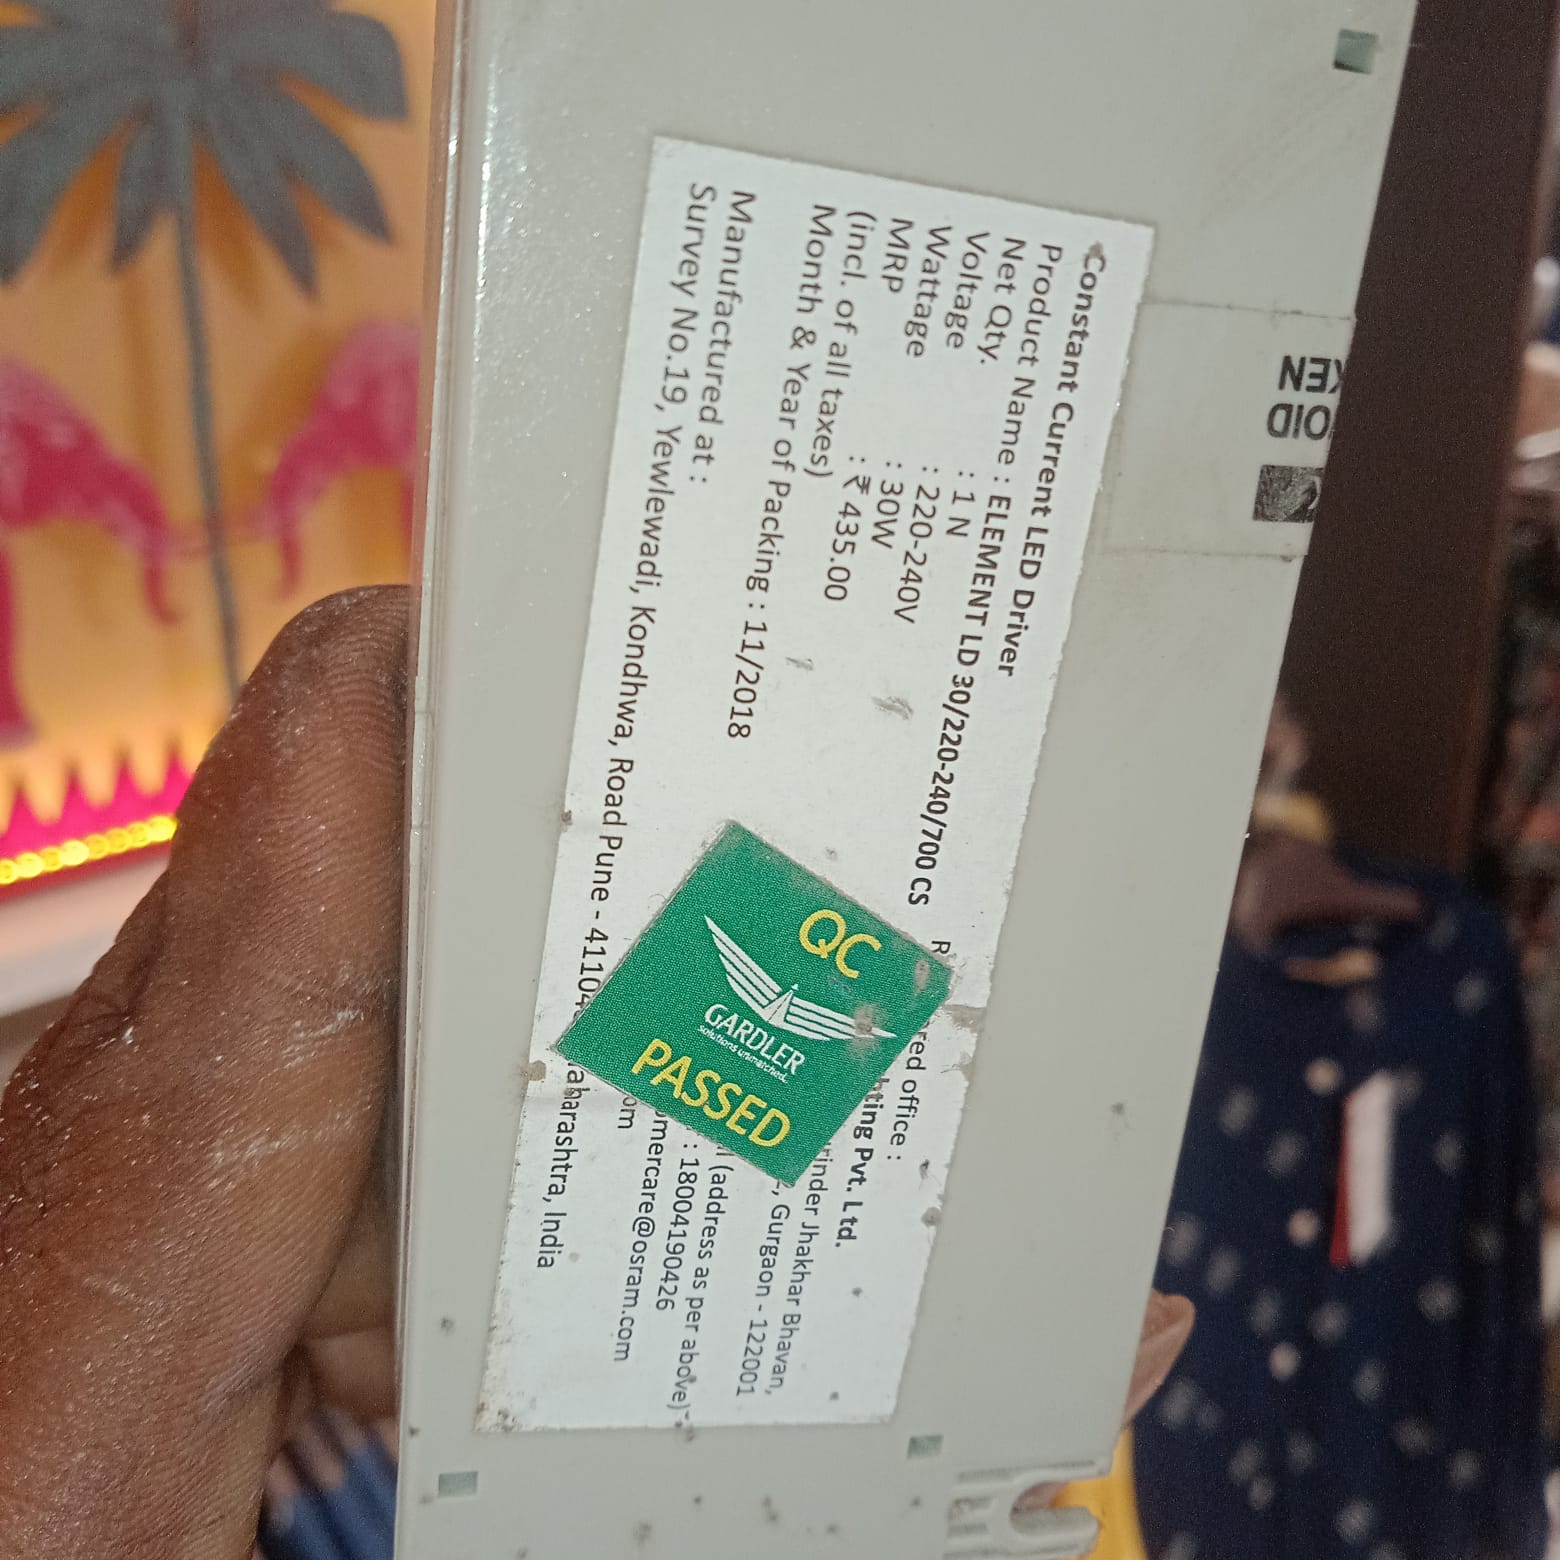 Constant Current LED Driver
Product Name : ELEMENT LD 30/220-240/700 CS
Net Qty. : 1 N
Voltage : 220-240V
Wattage : 30W
MRP : ₹ 435.00
(incl. of all taxes)
Month & Year of Packing : 11/2018
Manufactured at :
Survey No.19, Yewlewadi, Kondhwa, Road Pune - 41104
aharashtra, India
red office :
ting Pvt. Ltd.
rinder Jhakhar Bhavan,
, Gurgaon - 122001
(address as per above)
: 18004190426
mercare@osram.com
om
QC
GARDLER
solutions unmatched.
PASSED
KEN
OID